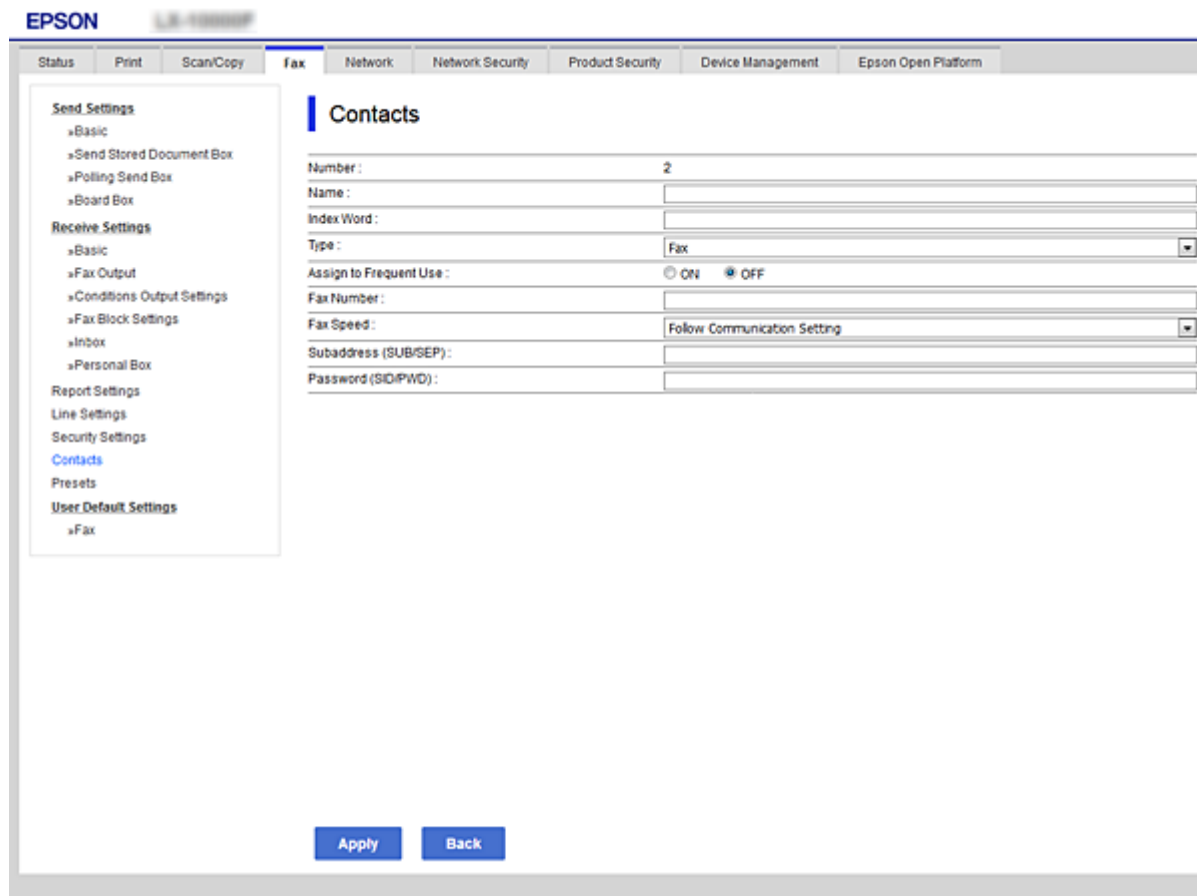 EPSON
Status Print Scan/Copy Fax Network Network Security Product Security Device Management Epson Open Platform
Send Settings
»Basic
»Send Stored Document Box
»Polling Send Box
»Board Box
Receive Settings
»Basic
»Fax Output
»Conditions Output Settings
»Fax Block Settings
»Inbox
»Personal Box
Report Settings
Line Settings
Security Settings
Contacts
Presets
User Default Settings
»Fax
Contacts
Number : 2
Name :
Index Word :
Type : Fax
Assign to Frequent Use : ON OFF
Fax Number :
Fax Speed : Follow Communication Setting
Subaddress (SUB/SEP) :
Password (SID/PWD) :
Apply Back